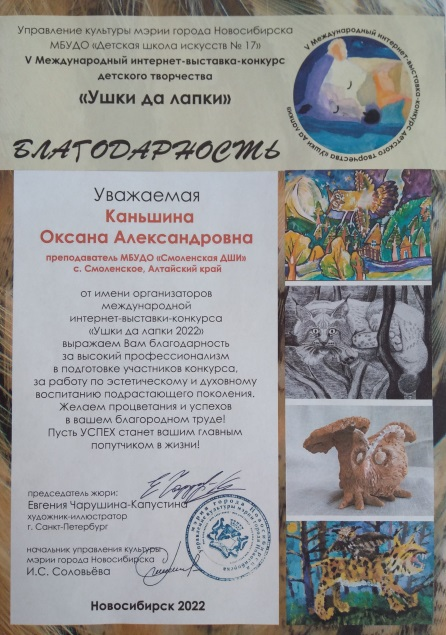 Управление культуры мэрии города Новосибирска
МБУДО «Детская школа искусств № 17»
V Международный интернет-выставка-конкурс
детского творчества
«Ушки да лапки»
V Международный интернет-выставка-конкурс детского творчества «Ушки да лапки»
БЛАГОДАРНОСТЬ
Уважаемая
Каньшина
Оксана Александровна
преподаватель МБУДО «Смоленская ДШИ»
с. Смоленское, Алтайский край
от имени организаторов
международной
интернет-выставки-конкурса
«Ушки да лапки 2022»
выражаем Вам благодарность
за высокий профессионализм
в подготовке участников конкурса,
за работу по эстетическому и духовному
воспитанию подрастающего поколения.
Желаем процветания и успехов
в вашем благородном труде!
Пусть УСПЕХ станет вашим главным
попутчиком в жизни!
председатель жюри:
Евгения Чарушина-Капустина
художник-иллюстратор
г. Санкт-Петербург
начальник управления культуры
мэрии города Новосибирска
И.С. Соловьёва
Новосибирск 2022